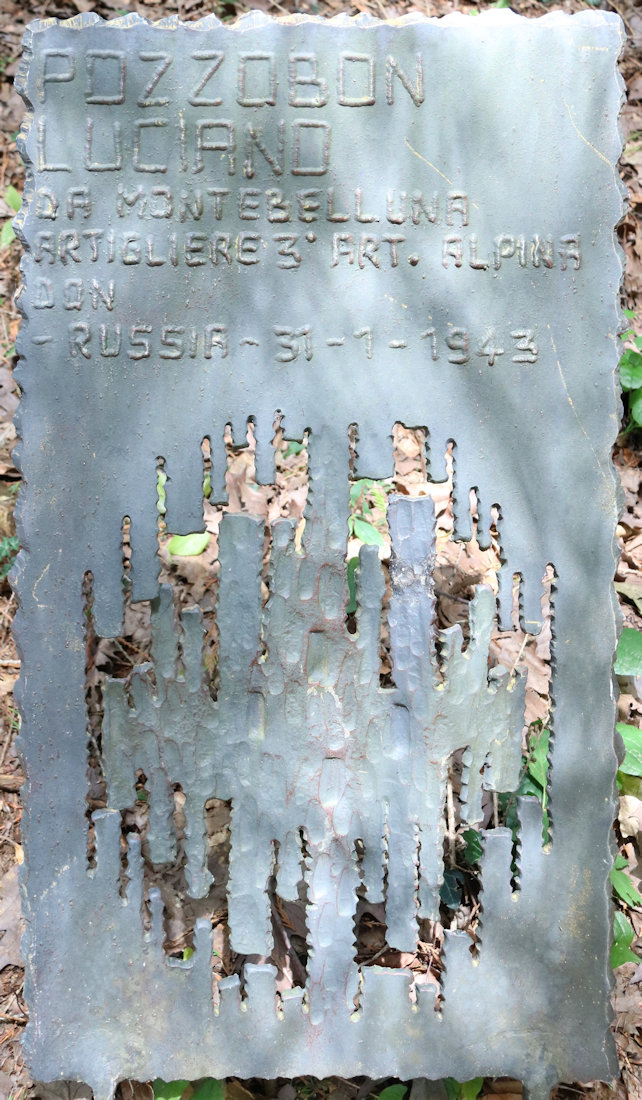 POZZOBON
LUCIANO
DA MONTEBELLUNA
ARTIGLIERE 3° ART. ALPINA
DON
- RUSSIA - 31 - 1 - 1943